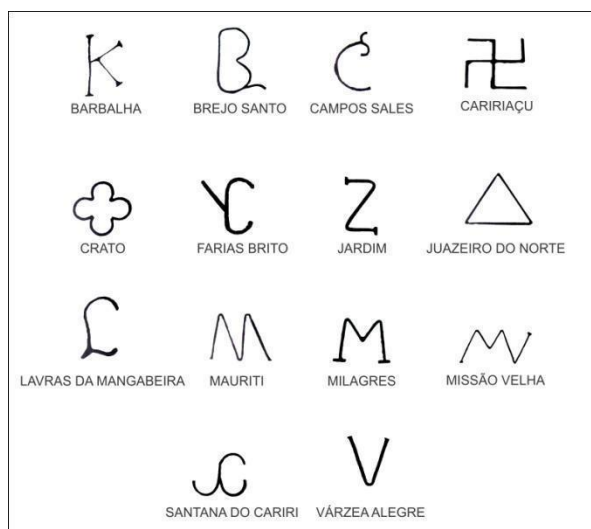 BARBALHA BREJO SANTO CAMPOS SALES CARIRIAÇU
CRATO FARIAS BRITO JARDIM JUAZEIRO DO NORTE
LAVRAS DA MANGABEIRA MAURITI MILAGRES MISSÃO VELHA
SANTANA DO CARIRI VÁRZEA ALEGRE